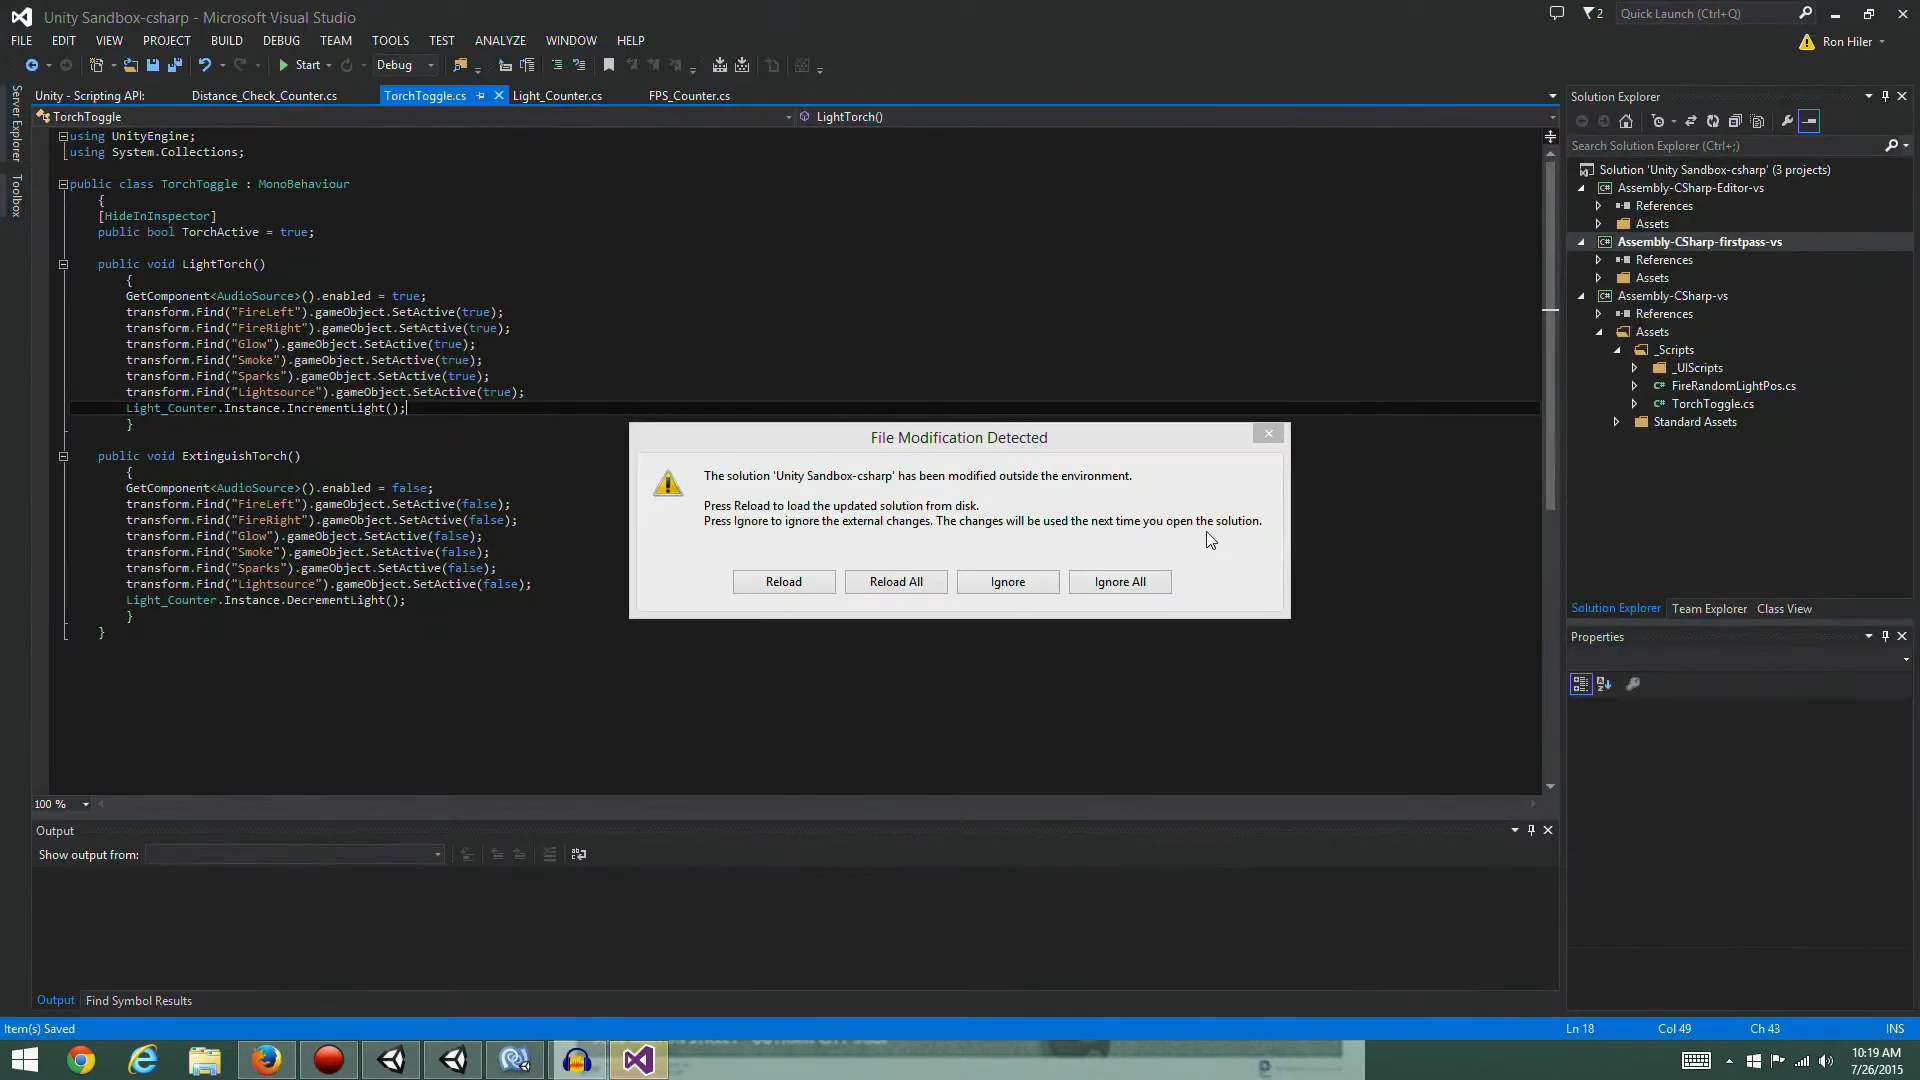 Unity Sandbox-csharp - Microsoft Visual Studio
2
Quick Launch (Ctrl+Q)
FILE EDIT VIEW PROJECT BUILD DEBUG TEAM TOOLS TEST ANALYZE WINDOW HELP
Ron Hiler
Start
Debug
Server Explorer
Toolbox
Unity - Scripting API:
Distance_Check_Counter.cs
TorchToggle.cs
Light_Counter.cs
FPS_Counter.cs
TorchToggle
LightTorch()
using UnityEngine;
using System.Collections;
public class TorchToggle : MonoBehaviour
{
[HideInInspector]
public bool TorchActive = true;
public void LightTorch()
{
GetComponent<AudioSource>().enabled = true;
transform.Find("FireLeft").gameObject.SetActive(true);
transform.Find("FireRight").gameObject.SetActive(true);
transform.Find("Glow").gameObject.SetActive(true);
transform.Find("Smoke").gameObject.SetActive(true);
transform.Find("Sparks").gameObject.SetActive(true);
transform.Find("Lightsource").gameObject.SetActive(true);
Light_Counter.Instance.IncrementLight();
}
public void ExtinguishTorch()
{
GetComponent<AudioSource>().enabled = false;
transform.Find("FireLeft").gameObject.SetActive(false);
transform.Find("FireRight").gameObject.SetActive(false);
transform.Find("Glow").gameObject.SetActive(false);
transform.Find("Smoke").gameObject.SetActive(false);
transform.Find("Sparks").gameObject.SetActive(false);
transform.Find("Lightsource").gameObject.SetActive(false);
Light_Counter.Instance.DecrementLight();
}
}
File Modification Detected
The solution 'Unity Sandbox-csharp' has been modified outside the environment.
Press Reload to load the updated solution from disk.
Press Ignore to ignore the external changes. The changes will be used the next time you open the solution.
Reload
Reload All
Ignore
Ignore All
Solution Explorer
Search Solution Explorer (Ctrl+;)
Solution 'Unity Sandbox-csharp' (3 projects)
Assembly-CSharp-Editor-vs
References
Assets
Assembly-CSharp-firstpass-vs
References
Assets
Assembly-CSharp-vs
References
Assets
_Scripts
_UIScripts
FireRandomLightPos.cs
TorchToggle.cs
Standard Assets
Solution Explorer Team Explorer Class View
Properties
100 %
Output
Show output from:
Output Find Symbol Results
Item(s) Saved
Ln 18
Col 49
Ch 43
INS
10:19 AM
7/26/2015